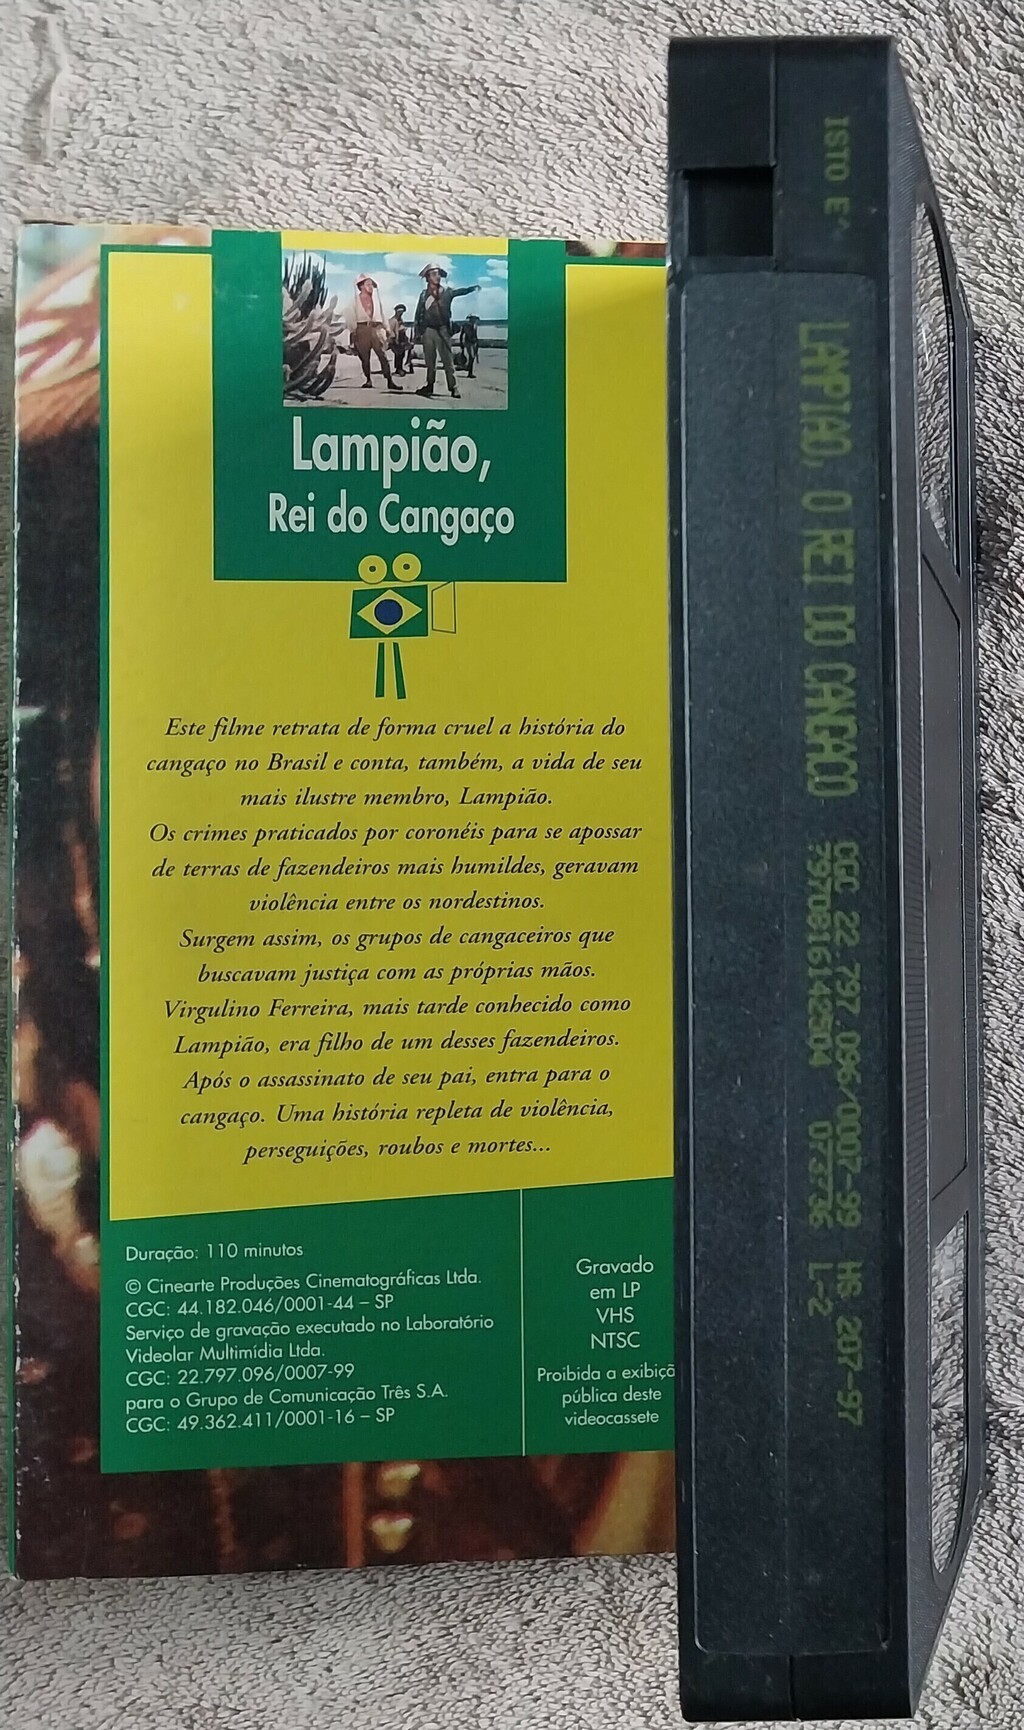 Lampião,
Rei do Cangaço
Este filme retrata de forma cruel a história do
cangaço no Brasil e conta, também, a vida de seu
mais ilustre membro, Lampião.
Os crimes praticados por coronéis para se apossar
de terras de fazendeiros mais humildes, geravam
violência entre os nordestinos.
Surgem assim, os grupos de cangaceiros que
buscavam justiça com as próprias mãos.
Virgulino Ferreira, mais tarde conhecido como
Lampião, era filho de um desses fazendeiros.
Após o assassinato de seu pai, entra para o
cangaço. Uma história repleta de violência,
perseguições, roubos e mortes...
Duração: 110 minutos
© Cinearte Produções Cinematográficas Ltda.
CGC: 44.182.046/0001-44 – SP
Serviço de gravação executado no Laboratório
Videolar Multimídia Ltda.
CGC: 22.797.096/0007-99
para o Grupo de Comunicação Três S.A.
CGC: 49.362.411/0001-16 – SP
Gravado
em LP
VHS
NTSC
Proibida a exibiçã
pública deste
videocassete
ISTO E^
LAMPIAO, O REI DO CANGACO
CGC 22.797.096/0007-99 HS 207-97
7970816142204 073736 L-2